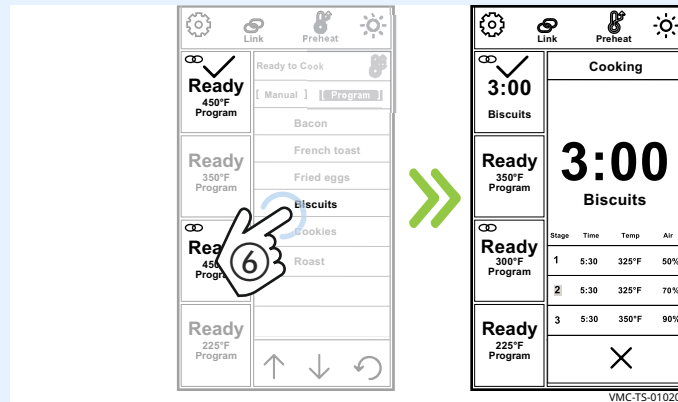 Link
Preheat
Ready
450°F
Program
Ready to Cook
[ Manual ]
[ Program ]
Bacon
Ready
350°F
Program
French toast
Fried eggs
Biscuits
Cookies
Roast
6
Ready
225°F
Program
Link
Preheat
3:00
Biscuits
Cooking
Ready
350°F
Program
3:00
Biscuits
Ready
300°F
Program
Stage Time Temp Air
1 5:30 325°F 50%
2 5:30 325°F 70%
3 5:30 350°F 90%
Ready
225°F
Program
VMC-TS-01020